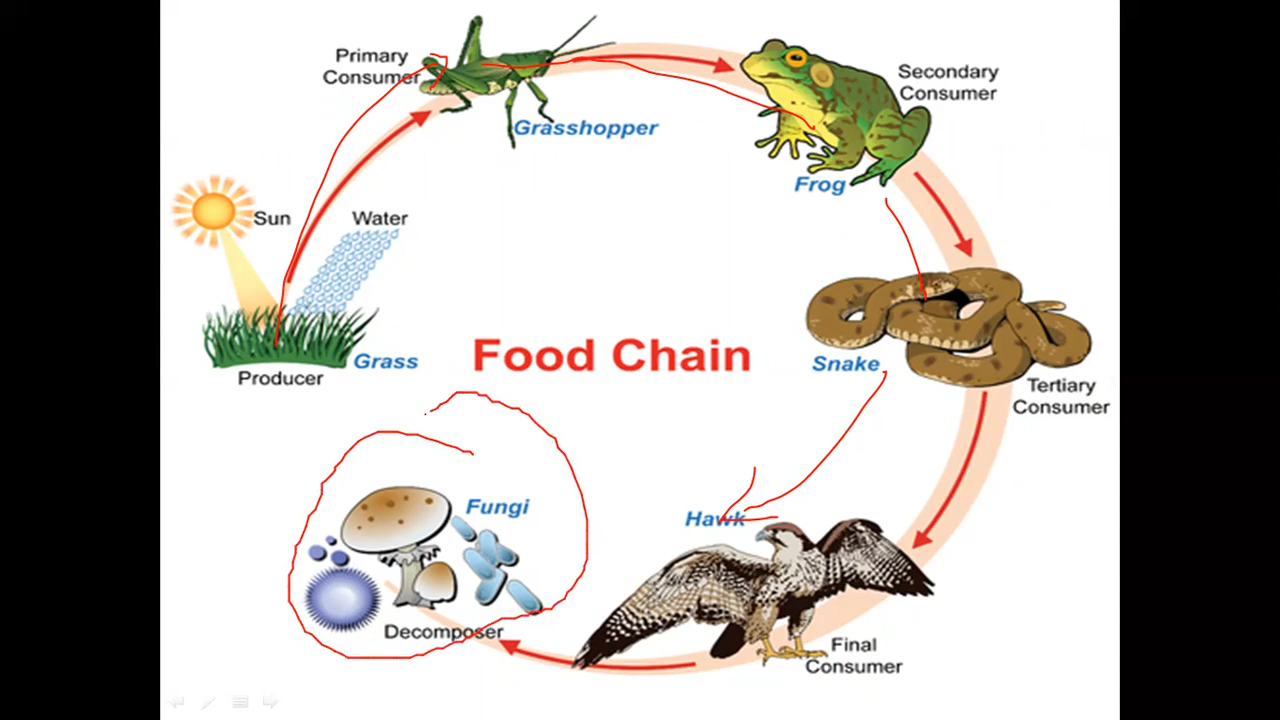 Primary
Consumer
Grasshopper
Secondary
Consumer
Frog
Sun
Water
Grass
Producer
Food Chain
Snake
Tertiary
Consumer
Hawk
Final
Consumer
Fungi
Decomposer